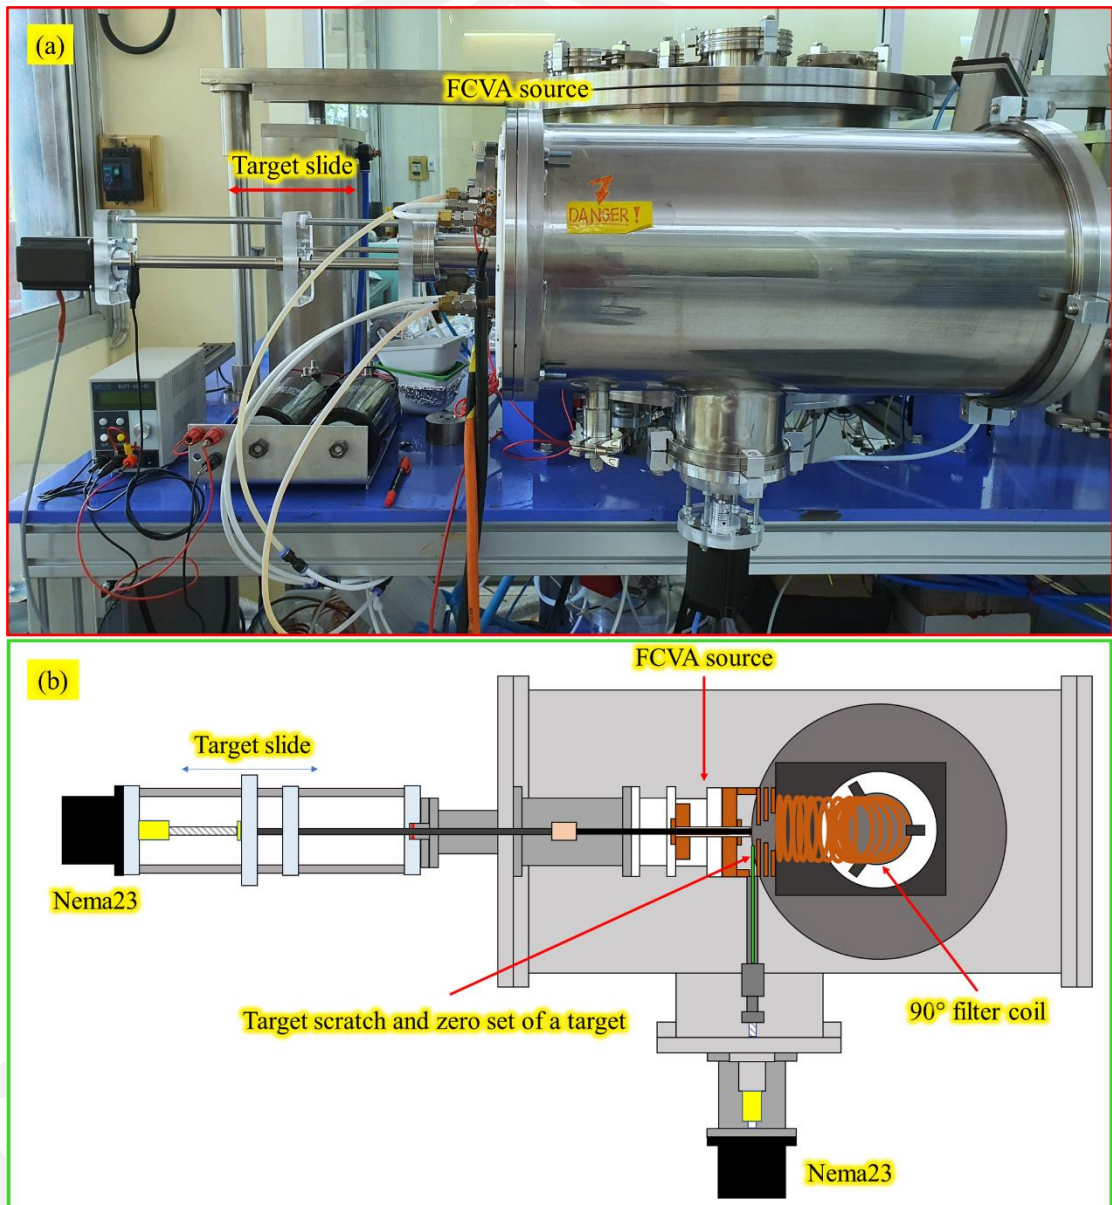 (a)
FCVA source
Target slide
DANGER !
(b)
FCVA source
Target slide
Nema23
Target scratch and zero set of a target
90° filter coil
Nema23